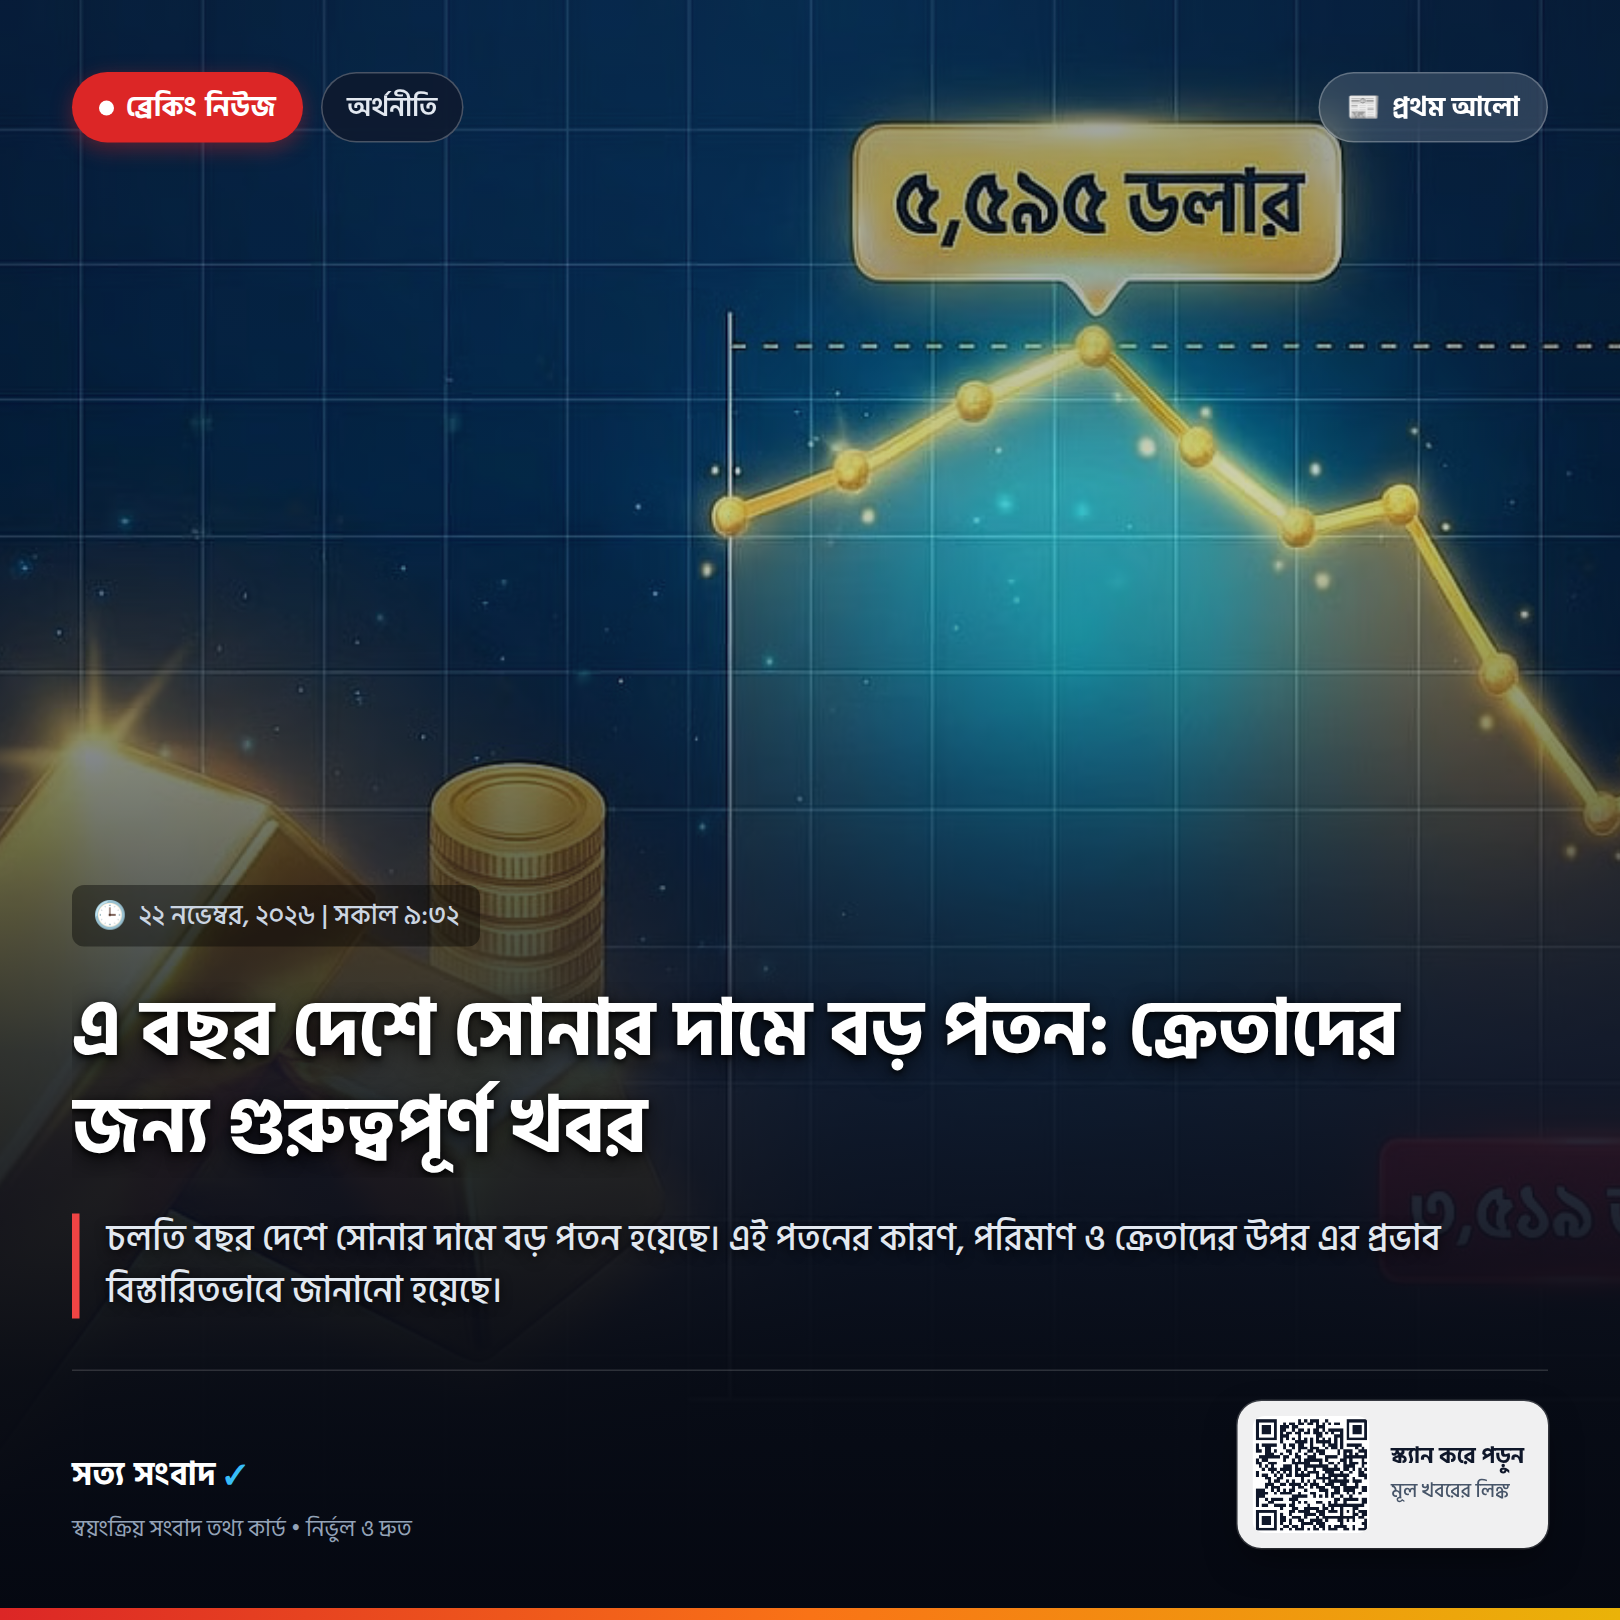 ব্রেকিং নিউজ
অর্থনীতি
📰 প্রথম আলো
৫,৫৯৫ ডলার
🕒 ২২ নভেম্বর, ২০২৬ | সকাল ৯:৩২
এ বছর দেশে সোনার দামে বড় পতন: ক্রেতাদের
জন্য গুরুত্বপূর্ণ খবর
৩,৫১৯
চলতি বছর দেশে সোনার দামে বড় পতন হয়েছে। এই পতনের কারণ, পরিমাণ ও ক্রেতাদের উপর এর প্রভাব
বিস্তারিতভাবে জানানো হয়েছে।
সত্য সংবাদ ✓
স্বয়ংক্রিয় সংবাদ তথ্য কার্ড • নির্ভুল ও দ্রুত
স্ক্যান করে পড়ুন
মূল খবরের লিঙ্ক